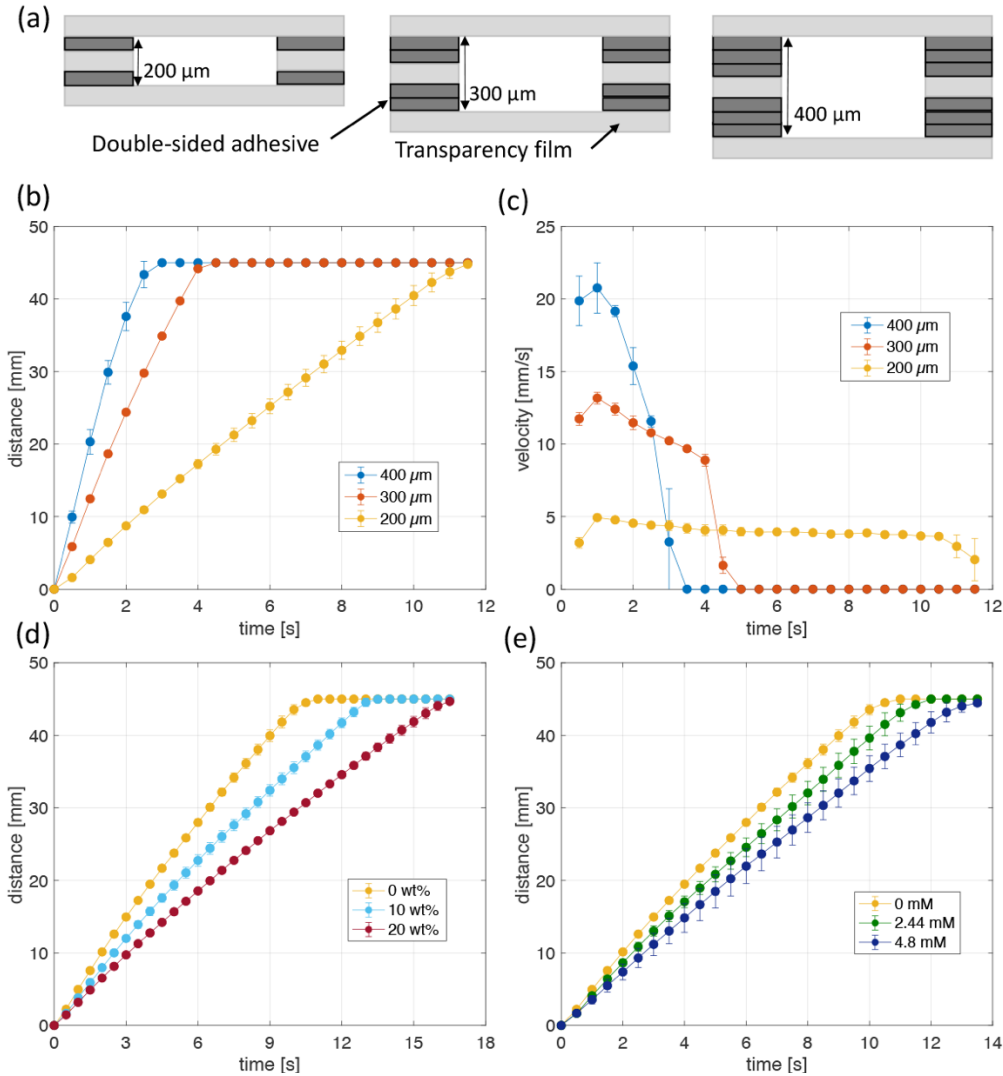 (a)
200 µm
300 µm
400 µm
Double-sided adhesive
Transparency film
(b)
50
40
30
20
10
0
distance [mm]
400 µm
300 µm
200 µm
0 2 4 6 8 10 12
time [s]
(c)
25
20
15
10
5
0
velocity [mm/s]
400 µm
300 µm
200 µm
0 2 4 6 8 10 12
time [s]
(d)
50
40
30
20
10
0
distance [mm]
0 wt%
10 wt%
20 wt%
0 3 6 9 12 15 18
time [s]
(e)
50
40
30
20
10
0
distance [mm]
0 mM
2.44 mM
4.8 mM
0 2 4 6 8 10 12 14
time [s]